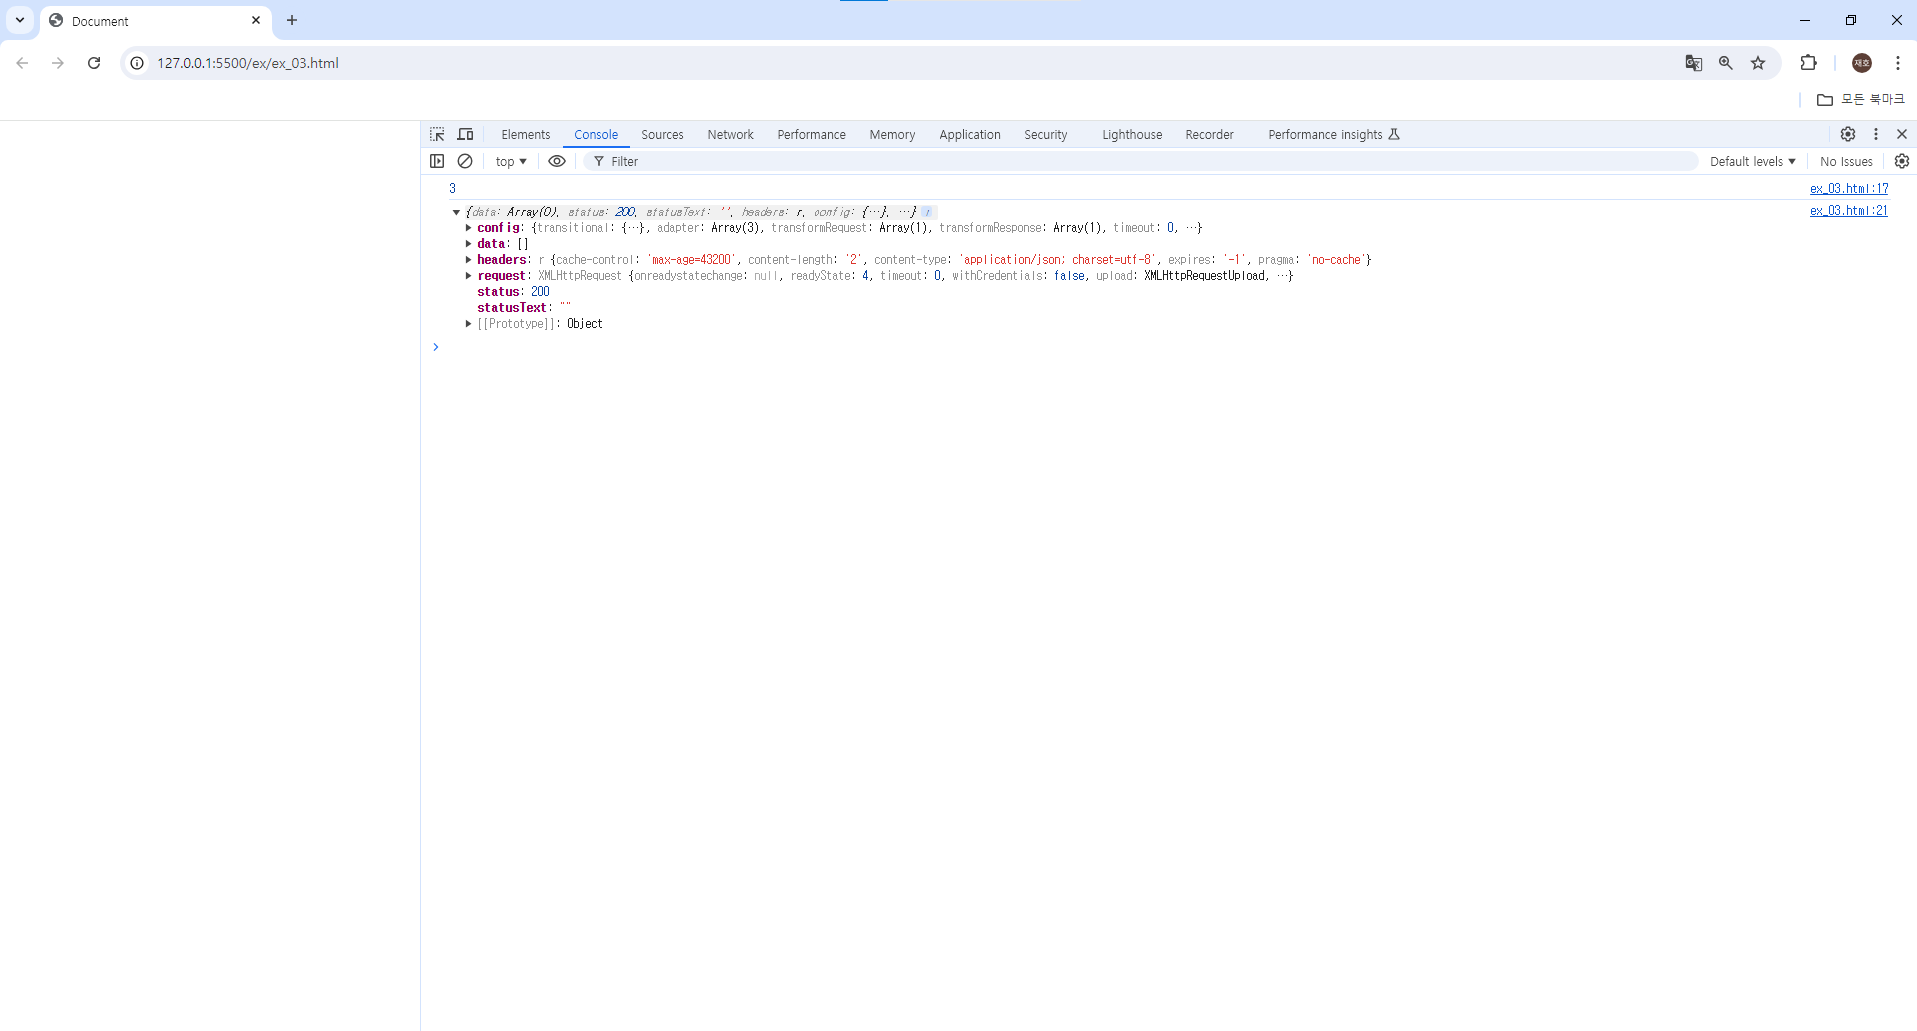 Document
127.0.0.1:5500/ex/ex_03.html
재호
모든 북마크
Elements Console Sources Network Performance Memory Application Security Lighthouse Recorder Performance insights
top Filter Default levels No Issues
3 ex_03.html:17
{data: Array(0), status: 200, statusText: '', headers: r, config: {…}, …} i ex_03.html:21
config: {transitional: {…}, adapter: Array(3), transformRequest: Array(1), transformResponse: Array(1), timeout: 0, …}
data: []
headers: r {cache-control: 'max-age=43200', content-length: '2', content-type: 'application/json; charset=utf-8', expires: '-1', pragma: 'no-cache'}
request: XMLHttpRequest {onreadystatechange: null, readyState: 4, timeout: 0, withCredentials: false, upload: XMLHttpRequestUpload, …}
status: 200
statusText: ""
[[Prototype]]: Object